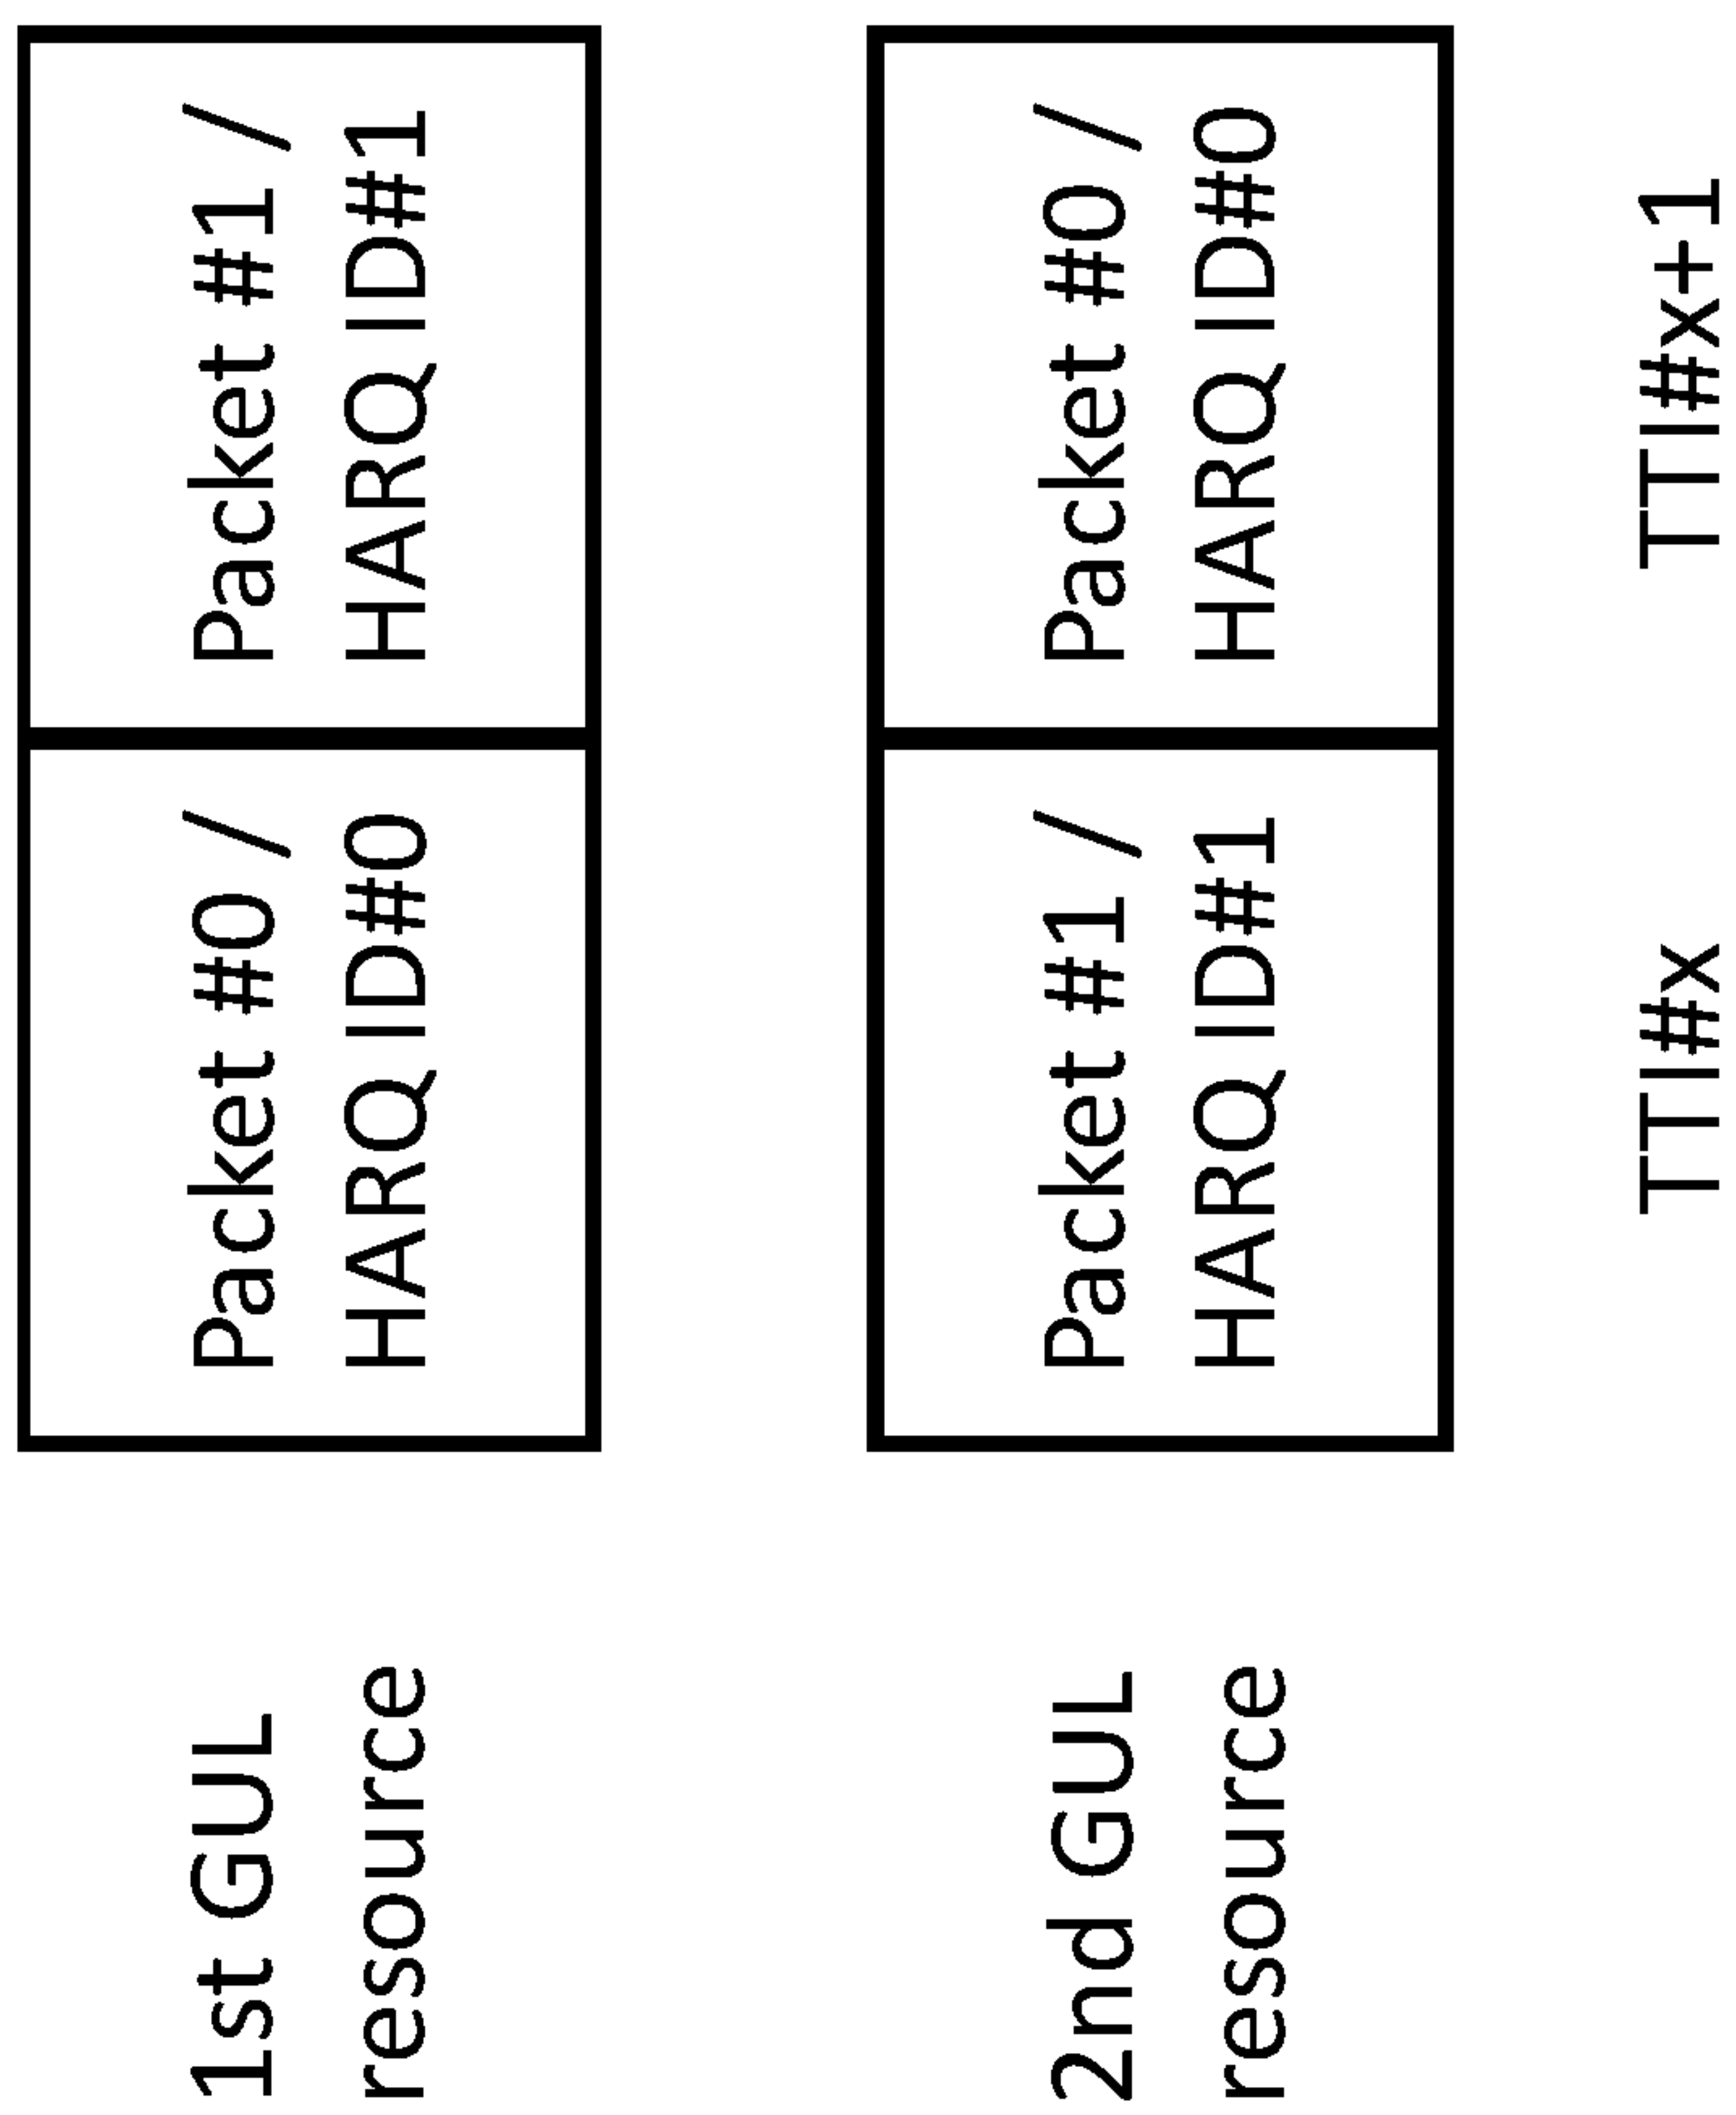 1st GUL
resource
Packet #0 /
HARQ ID#0
Packet #1 /
HARQ ID#1
2nd GUL
resource
Packet #1 /
HARQ ID#1
Packet #0 /
HARQ ID#0
TTI#x
TTI#x+1